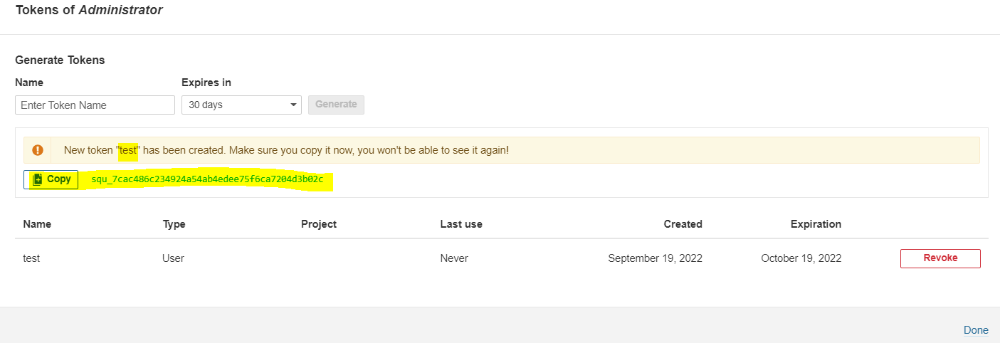 Tokens of Administrator
Generate Tokens
Name Expires in
Enter Token Name 30 days Generate
New token "test" has been created. Make sure you copy it now, you won't be able to see it again!
Copy squ_7cac486c234924a54ab4edee75f6ca7204d3b02c
Name Type Project Last use Created Expiration
test User Never September 19, 2022 October 19, 2022 Revoke
Done